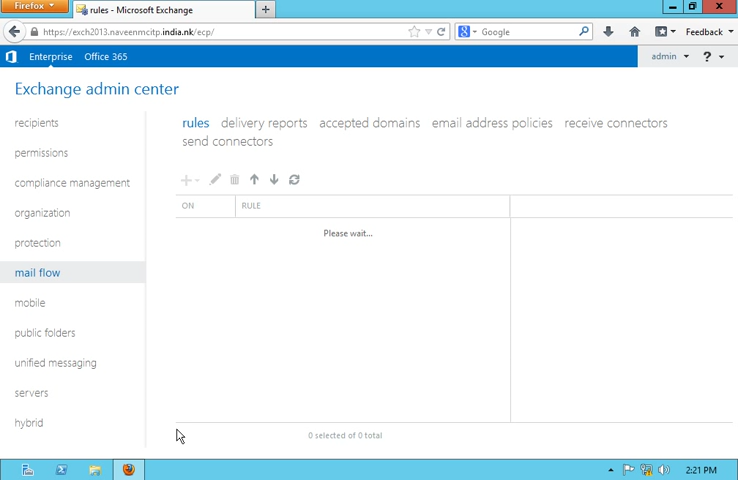 Firefox
rules - Microsoft Exchange
https://exch2013.naveenmcitp.india.nk/ecp/
Google
Feedback
Enterprise
Office 365
admin
?
Exchange admin center
recipients
permissions
compliance management
organization
protection
mail flow
mobile
public folders
unified messaging
servers
hybrid
rules delivery reports accepted domains email address policies receive connectors
send connectors
ON RULE
Please wait...
0 selected of 0 total
2:21 PM